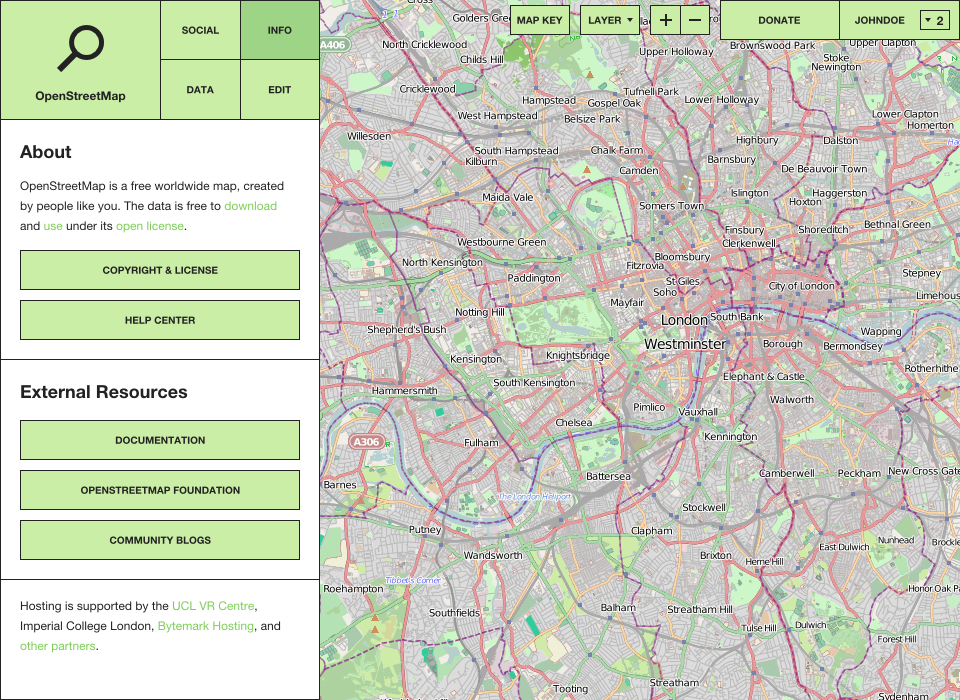 OpenStreetMap
SOCIAL
INFO
DATA
EDIT
About
OpenStreetMap is a free worldwide map, created
by people like you. The data is free to download
and use under its open license.
COPYRIGHT & LICENSE
HELP CENTER
External Resources
DOCUMENTATION
OPENSTREETMAP FOUNDATION
COMMUNITY BLOGS
Hosting is supported by the UCL VR Centre,
Imperial College London, Bytemark Hosting, and
other partners.
MAP KEY
LAYER
DONATE
JOHNDOE
2
A406
North Cricklewood
Childs Hill
Upper Holloway
Brownswood Park
Upper Clapton
Stoke
Newington
Cricklewood
Hampstead
Gospel Oak
Tufnell Park
Lower Holloway
West Hampstead
Belsize Park
Lower Clapton
Homerton
Willesden
Highbury
Dalston
South Hampstead
Kilburn
Chalk Farm
Camden
Barnsbury
De Beauvoir Town
Maida Vale
Somers Town
Islington
Haggerston
Hoxton
Bethnal Green
Shoreditch
Finsbury
Clerkenwell
Westbourne Green
North Kensington
Bloomsbury
Fitzrovia
Paddington
St Giles
Soho
Stepney
City of London
Mayfair
Notting Hill
London
South Bank
Shepherd's Bush
Westminster
Borough
Wapping
Bermondsey
Kensington
Knightsbridge
Rotherhithe
Elephant & Castle
South Kensington
Hammersmith
Walworth
Pimlico
Vauxhall
Chelsea
Kennington
A306
Fulham
Battersea
Camberwell
Peckham
New Cross Gate
Barnes
The London Heliport
Stockwell
Putney
Clapham
Brixton
East Dulwich
Nunhead
Wandsworth
Herne Hill
Tibbet's Corner
Roehampton
Southfields
Balham
Streatham Hill
Tulse Hill
Dulwich
Forest Hill
Streatham
Tooting
Sydenham